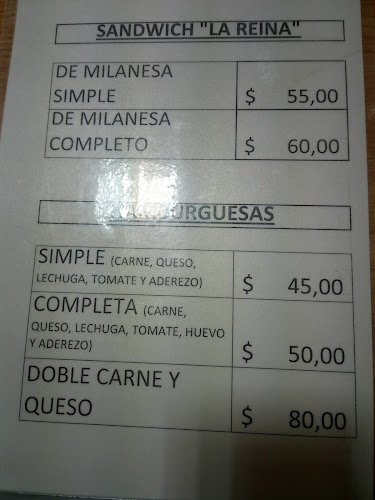 SANDWICH "LA REINA"
DE MILANESA
SIMPLE $ 55,00
DE MILANESA
COMPLETO $ 60,00
HAMBURGUESAS
SIMPLE (CARNE, QUESO,
LECHUGA, TOMATE Y ADEREZO) $ 45,00
COMPLETA (CARNE,
QUESO, LECHUGA, TOMATE, HUEVO
Y ADEREZO) $ 50,00
DOBLE CARNE Y
QUESO $ 80,00